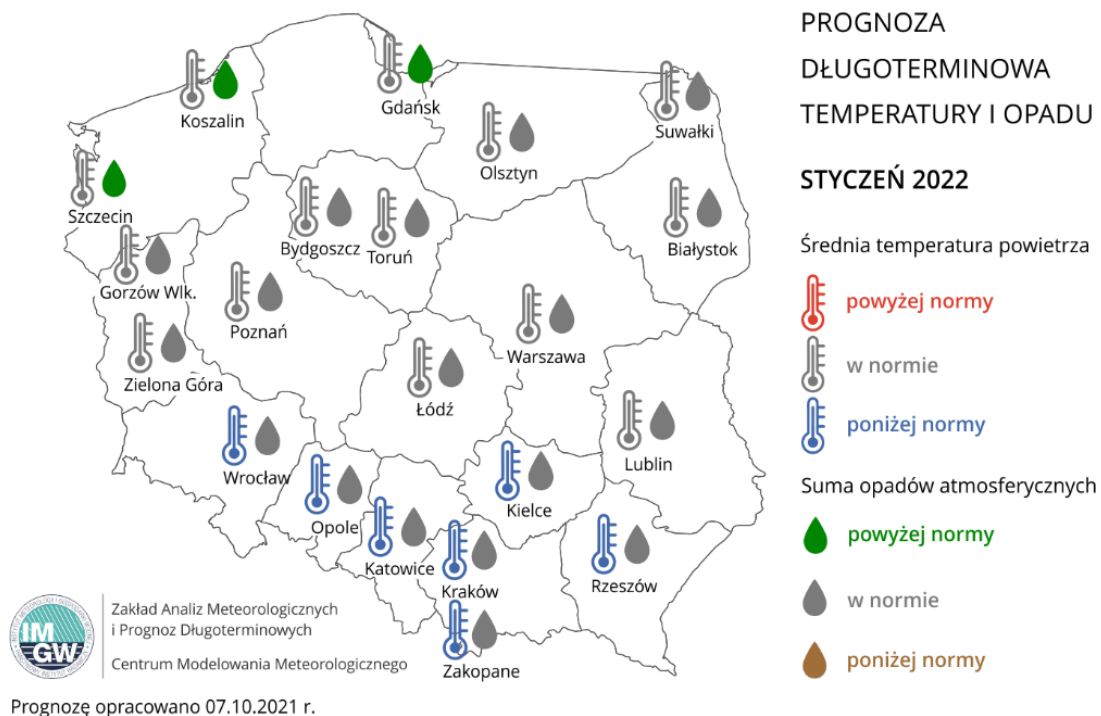 PROGNOZA
DŁUGOTERMINOWA
TEMPERATURY I OPADU
STYCZEŃ 2022
Średnia temperatura powietrza
powyżej normy
w normie
poniżej normy
Suma opadów atmosferycznych
powyżej normy
w normie
poniżej normy
Koszalin
Gdańsk
Suwałki
Olsztyn
Szczecin
Bydgoszcz
Toruń
Białystok
Gorzów Wlk.
Poznań
Warszawa
Zielona Góra
Łódź
Wrocław
Lublin
Opole
Kielce
Katowice
Kraków
Rzeszów
Zakopane
IM
GW
Zakład Analiz Meteorologicznych
i Prognoz Długoterminowych
Centrum Modelowania Meteorologicznego
Prognozę opracowano 07.10.2021 r.